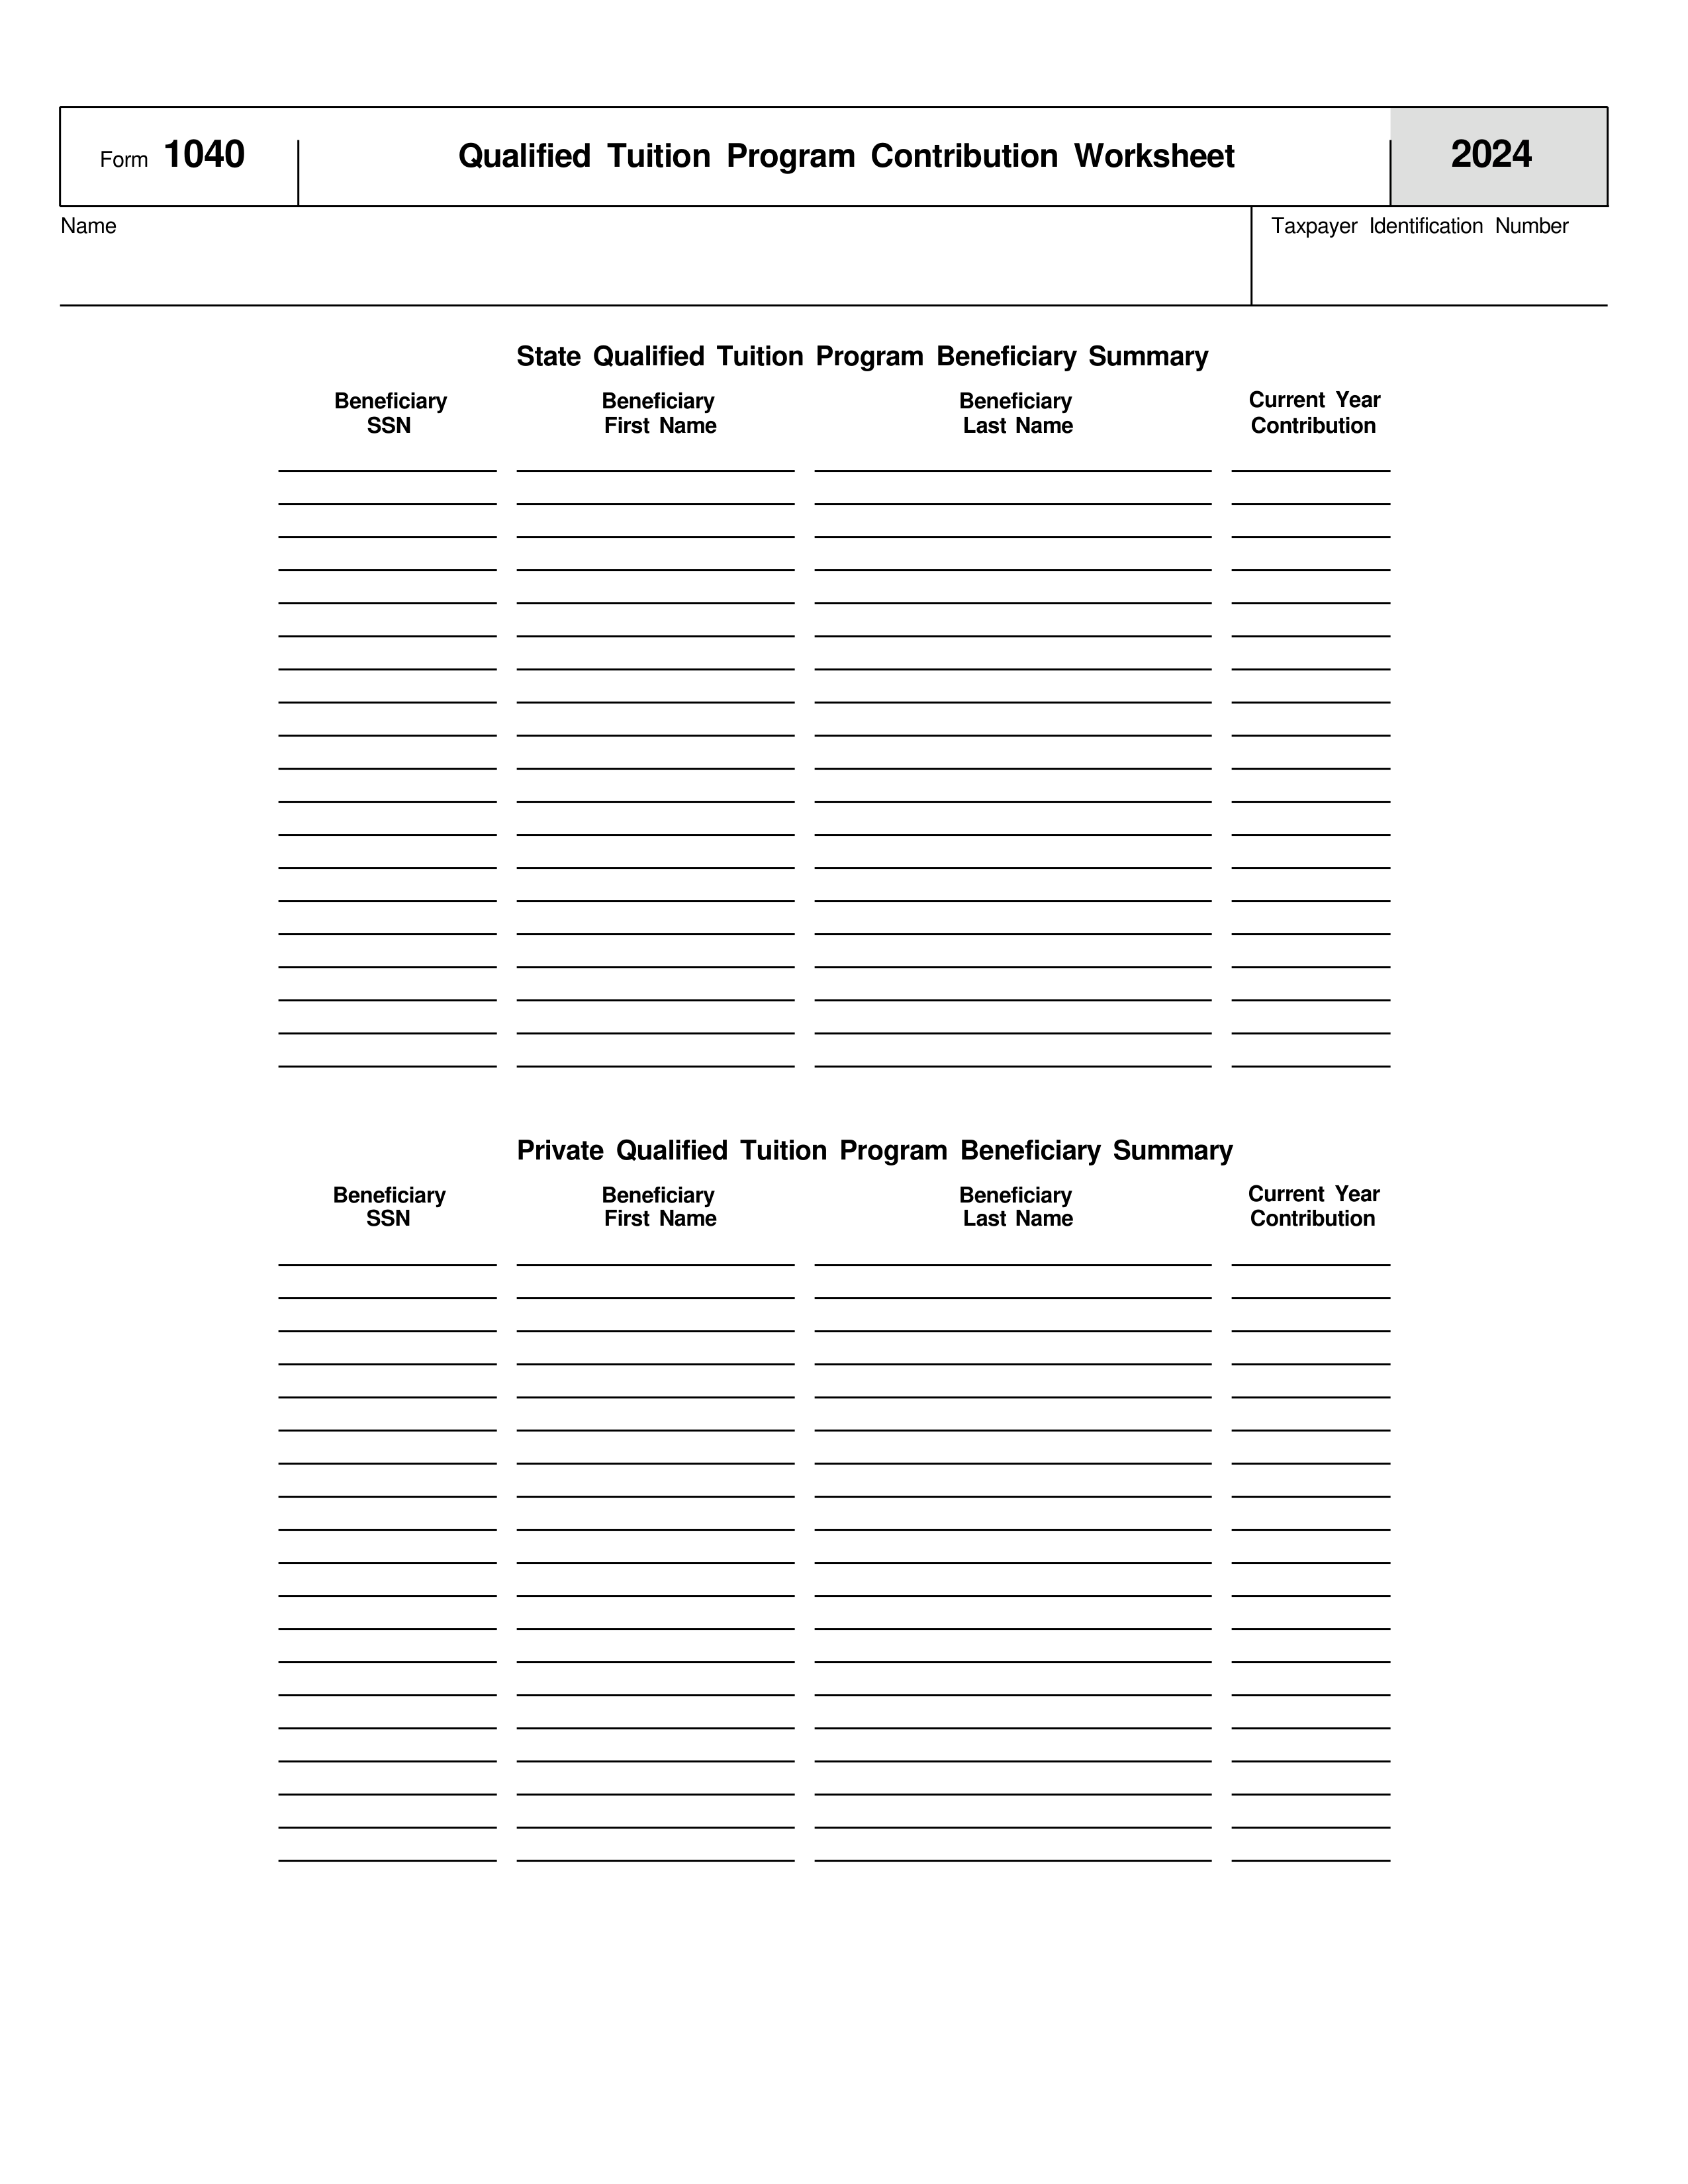 Form 1040 Qualified Tuition Program Contribution Worksheet 2024
Name Taxpayer Identification Number
State Qualified Tuition Program Beneficiary Summary
Beneficiary Beneficiary Beneficiary Current Year
SSN First Name Last Name Contribution
Private Qualified Tuition Program Beneficiary Summary
Beneficiary Beneficiary Beneficiary Current Year
SSN First Name Last Name Contribution